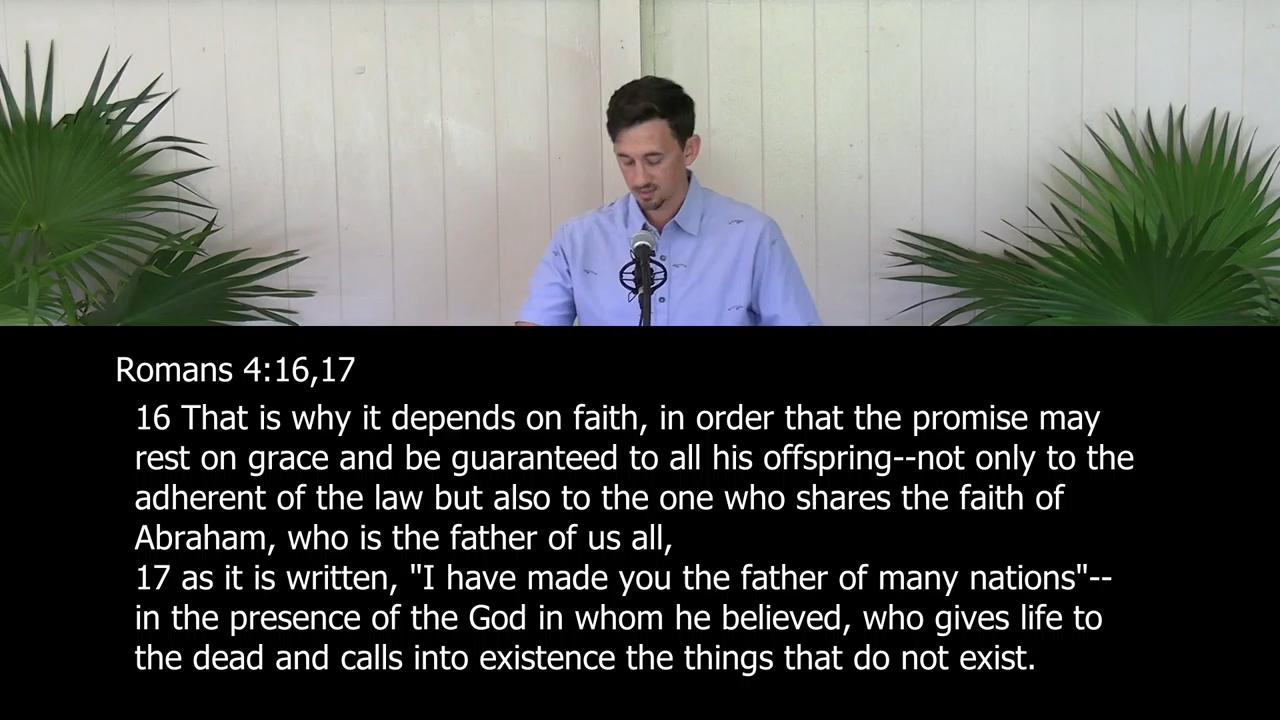 Romans 4:16,17
16 That is why it depends on faith, in order that the promise may
rest on grace and be guaranteed to all his offspring--not only to the
adherent of the law but also to the one who shares the faith of
Abraham, who is the father of us all,
17 as it is written, "I have made you the father of many nations"--
in the presence of the God in whom he believed, who gives life to
the dead and calls into existence the things that do not exist.